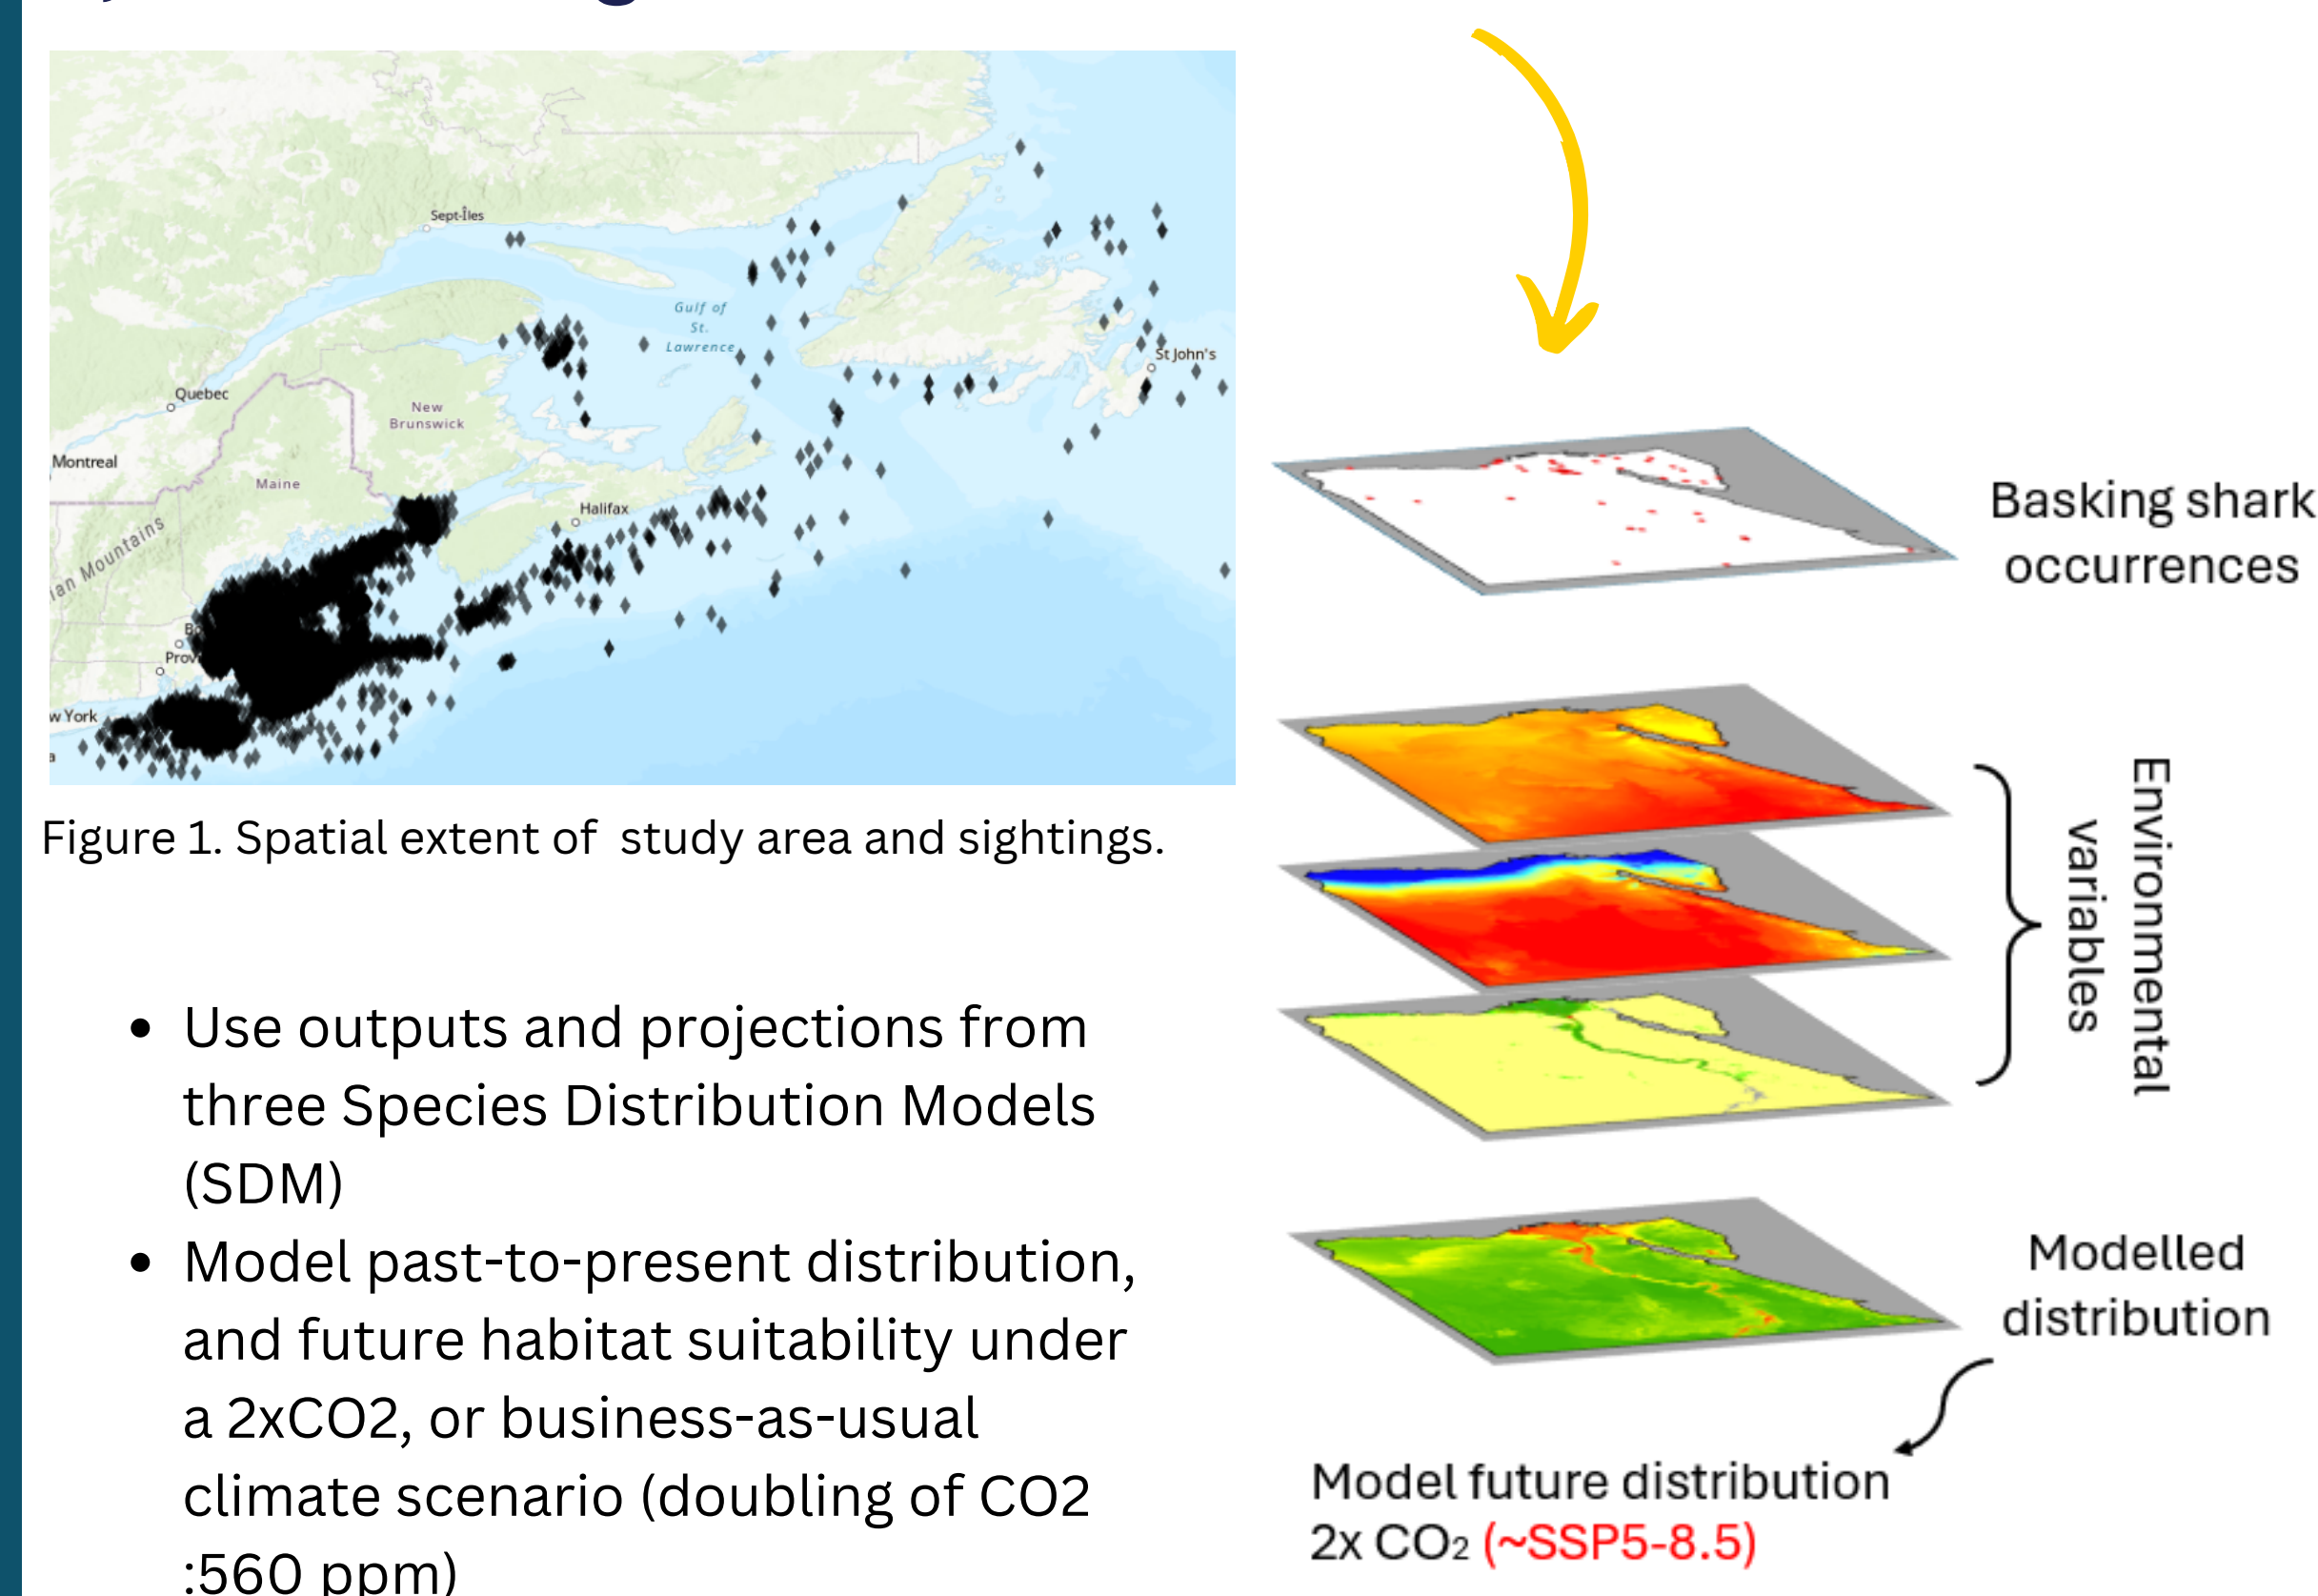 Sept-Îles
Gulf of
St.
Lawrence
St John's
Quebec
New
Brunswick
Montreal
Maine
Halifax
an Mountains
Prov
w York
a
Figure 1. Spatial extent of study area and sightings.
• Use outputs and projections from
three Species Distribution Models
(SDM)
• Model past-to-present distribution,
and future habitat suitability under
a 2xCO2, or business-as-usual
climate scenario (doubling of CO2
:560 ppm)
Basking shark
occurrences
Environmental
variables
Modelled
distribution
Model future distribution
2x CO₂ (~SSP5-8.5)